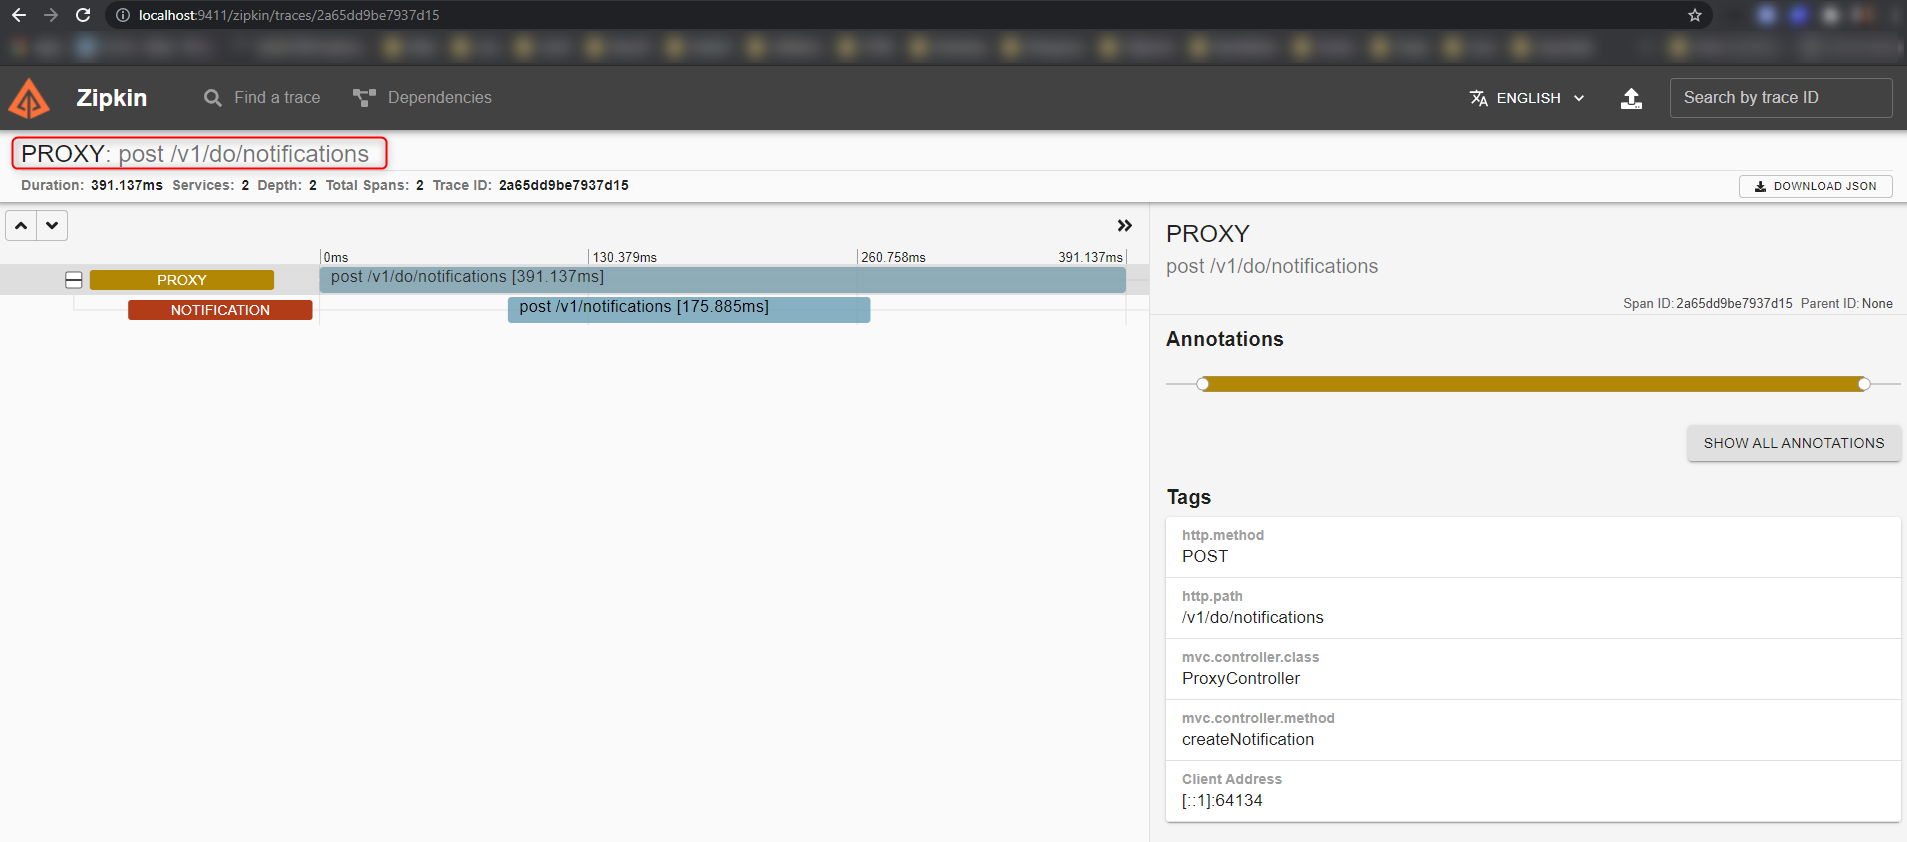 localhost:9411/zipkin/traces/2a65dd9be7937d15
Zipkin Find a trace Dependencies ENGLISH Search by trace ID
PROXY: post /v1/do/notifications
Duration: 391.137ms Services: 2 Depth: 2 Total Spans: 2 Trace ID: 2a65dd9be7937d15 DOWNLOAD JSON
0ms 130.379ms 260.758ms 391.137ms
PROXY post /v1/do/notifications [391.137ms]
NOTIFICATION post /v1/notifications [175.885ms]
PROXY
post /v1/do/notifications
Span ID: 2a65dd9be7937d15 Parent ID: None
Annotations
SHOW ALL ANNOTATIONS
Tags
http.method
POST
http.path
/v1/do/notifications
mvc.controller.class
ProxyController
mvc.controller.method
createNotification
Client Address
[::1]:64134